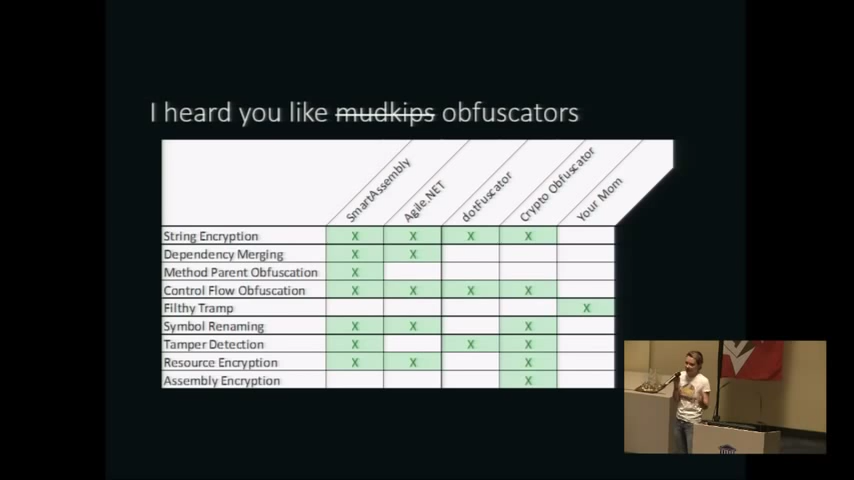 I heard you like mudkips obfuscators
SmartAssembly Agile.NET dotFuscator Crypto Obfuscator Your Mom
String Encryption X X X X
Dependency Merging X X
Method Parent Obfuscation X
Control Flow Obfuscation X X X X
Filthy Tramp X
Symbol Renaming X X X
Tamper Detection X X X
Resource Encryption X X X
Assembly Encryption X